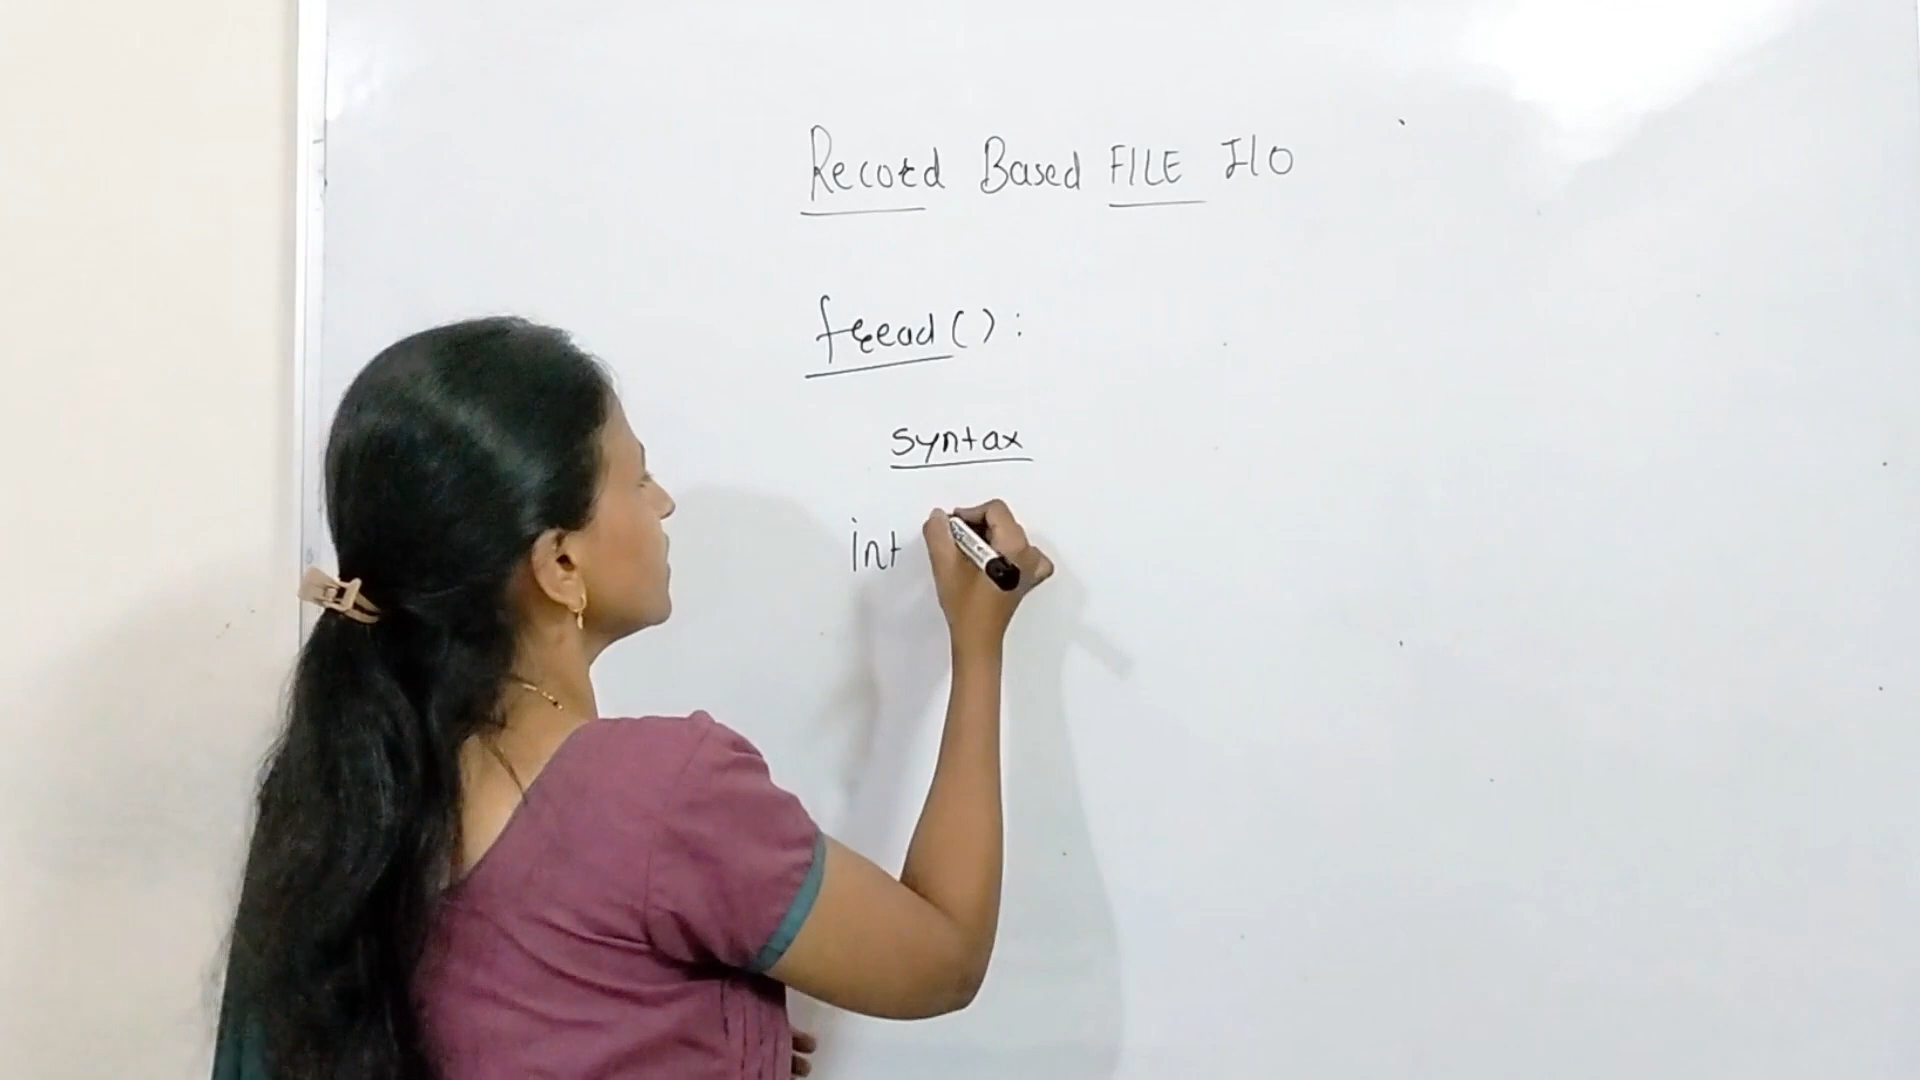 Record Based FILE I/O
fread():
syntax
int